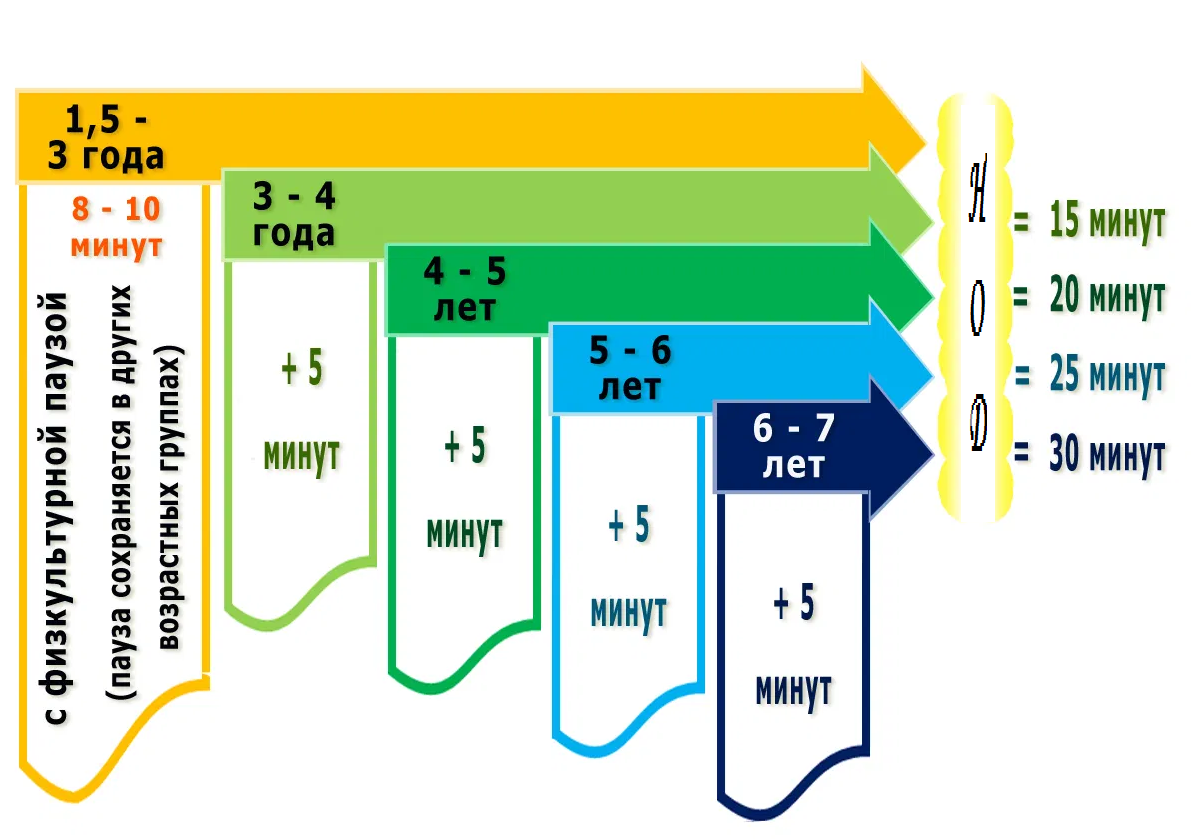 1,5 -
3 года
8 - 10
минут
с физкультурной паузой
(пауза сохраняется в других
возрастных группах)
3 - 4
года
+ 5
минут
4 - 5
лет
+ 5
минут
5 - 6
лет
+ 5
минут
6 - 7
лет
+ 5
минут
Н
О
Д
= 15 минут
= 20 минут
= 25 минут
= 30 минут